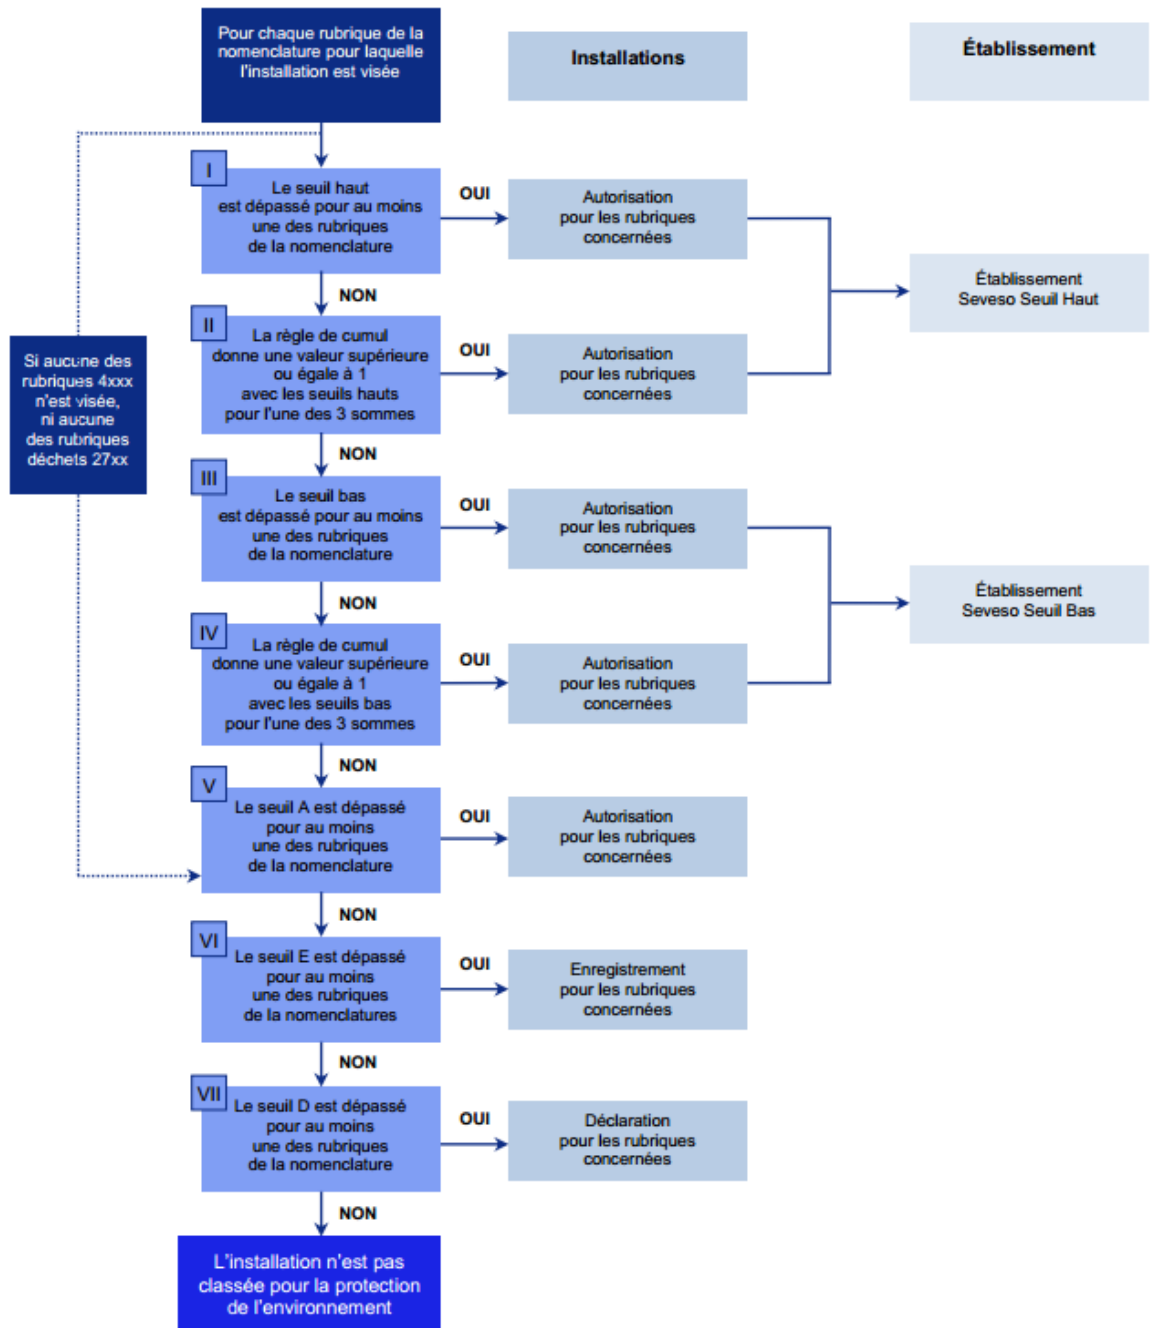 Pour chaque rubrique de la
nomenclature pour laquelle
l'installation est visée
Installations
Établissement
I
Le seuil haut
est dépassé pour au moins
une des rubriques
de la nomenclature
OUI
Autorisation
pour les rubriques
concernées
Établissement
Seveso Seuil Haut
NON
II
La règle de cumul
donne une valeur supérieure
ou égale à 1
avec les seuils hauts
pour l'une des 3 sommes
OUI
Autorisation
pour les rubriques
concernées
Si aucune des
rubriques 4xxx
n'est visée,
ni aucune
des rubriques
déchets 27xx
NON
III
Le seuil bas
est dépassé pour au moins
une des rubriques
de la nomenclature
OUI
Autorisation
pour les rubriques
concernées
Établissement
Seveso Seuil Bas
NON
IV
La règle de cumul
donne une valeur supérieure
ou égale à 1
avec les seuils bas
pour l'une des 3 sommes
OUI
Autorisation
pour les rubriques
concernées
NON
V
Le seuil A est dépassé
pour au moins
une des rubriques
de la nomenclature
OUI
Autorisation
pour les rubriques
concernées
NON
VI
Le seuil E est dépassé
pour au moins
une des rubriques
de la nomenclatures
OUI
Enregistrement
pour les rubriques
concernées
NON
VII
Le seuil D est dépassé
pour au moins
une des rubriques
de la nomenclature
OUI
Déclaration
pour les rubriques
concernées
NON
L'installation n'est pas
classée pour la protection
de l'environnement